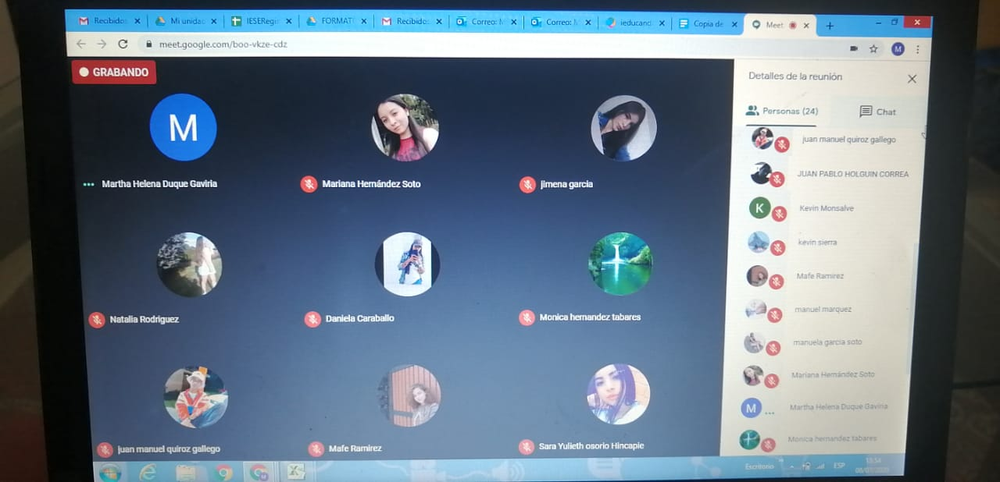 Recibidos
Mi unidad
IESERegi
FORMAT
Recibidos
Correo: M
Correo: M
ieducand
Copia de
Meet
meet.google.com/boo-vkze-cdz
M
GRABANDO
M
Martha Helena Duque Gaviria
Mariana Hernández Soto
jimena garcia
Natalia Rodriguez
Daniela Caraballo
Monica hernandez tabares
juan manuel quiroz gallego
Mafe Ramirez
Sara Yulieth osorio Hincapie
Detalles de la reunión
Personas (24)
Chat
juan manuel quiroz gallego
JUAN PABLO HOLGUIN CORREA
K
Kevin Monsalve
kevin sierra
Mafe Ramirez
manuel marquez
manuela garcia soto
Mariana Hernández Soto
M
Martha Helena Duque Gaviria
Monica hernandez tabares
Escritorio
ESP